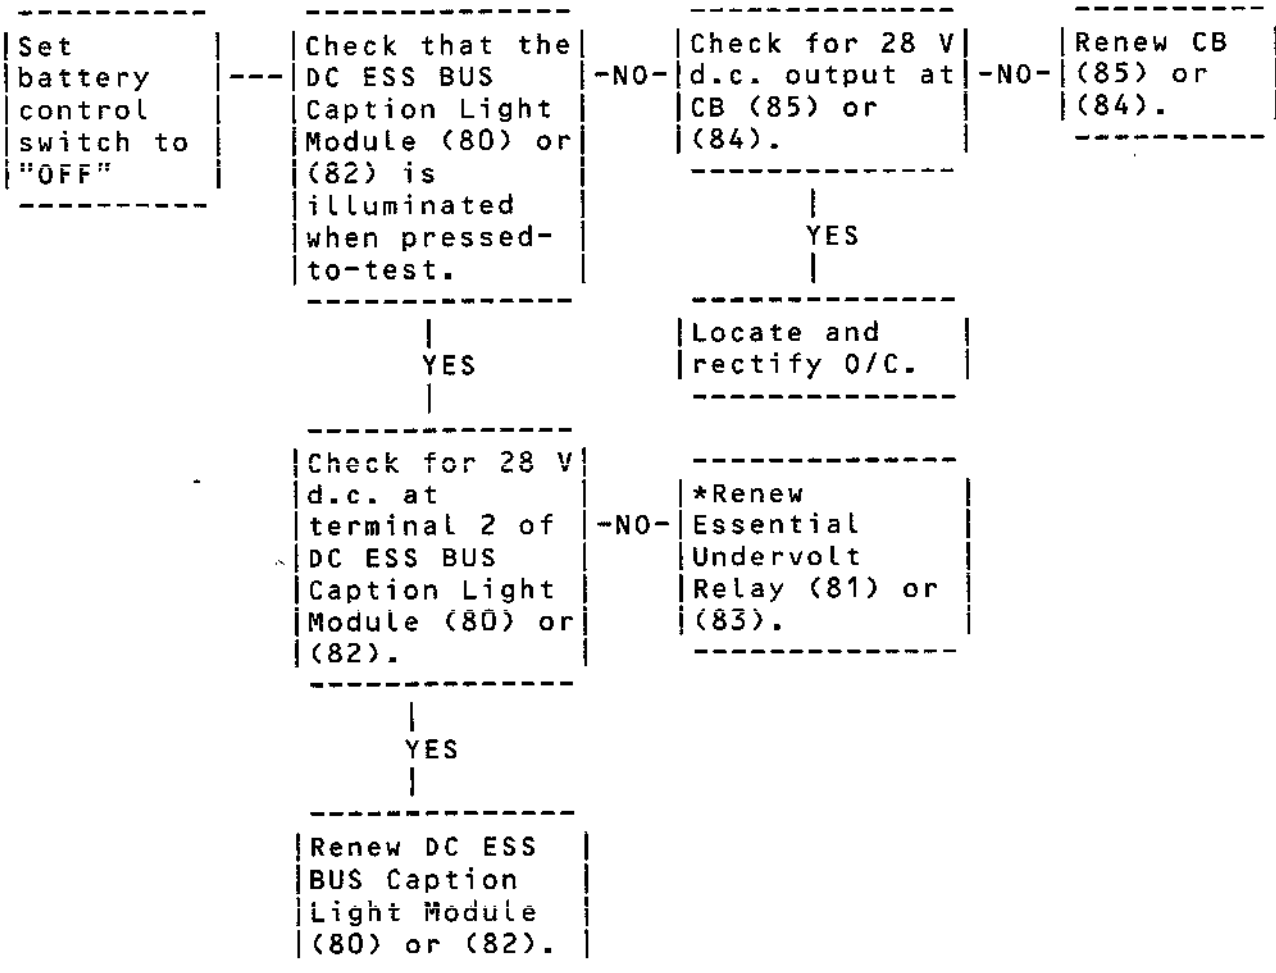 Set
battery
control
switch to
"OFF"
Check that the
DC ESS BUS
Caption Light
Module (80) or
(82) is
illuminated
when pressed-
to-test.
NO
Check for 28 V
d.c. output at
CB (85) or
(84).
NO
Renew CB
(85) or
(84).
YES
Locate and
rectify O/C.
YES
Check for 28 V
d.c. at
terminal 2 of
DC ESS BUS
Caption Light
Module (80) or
(82).
NO
*Renew
Essential
Undervolt
Relay (81) or
(83).
YES
Renew DC ESS
BUS Caption
Light Module
(80) or (82).